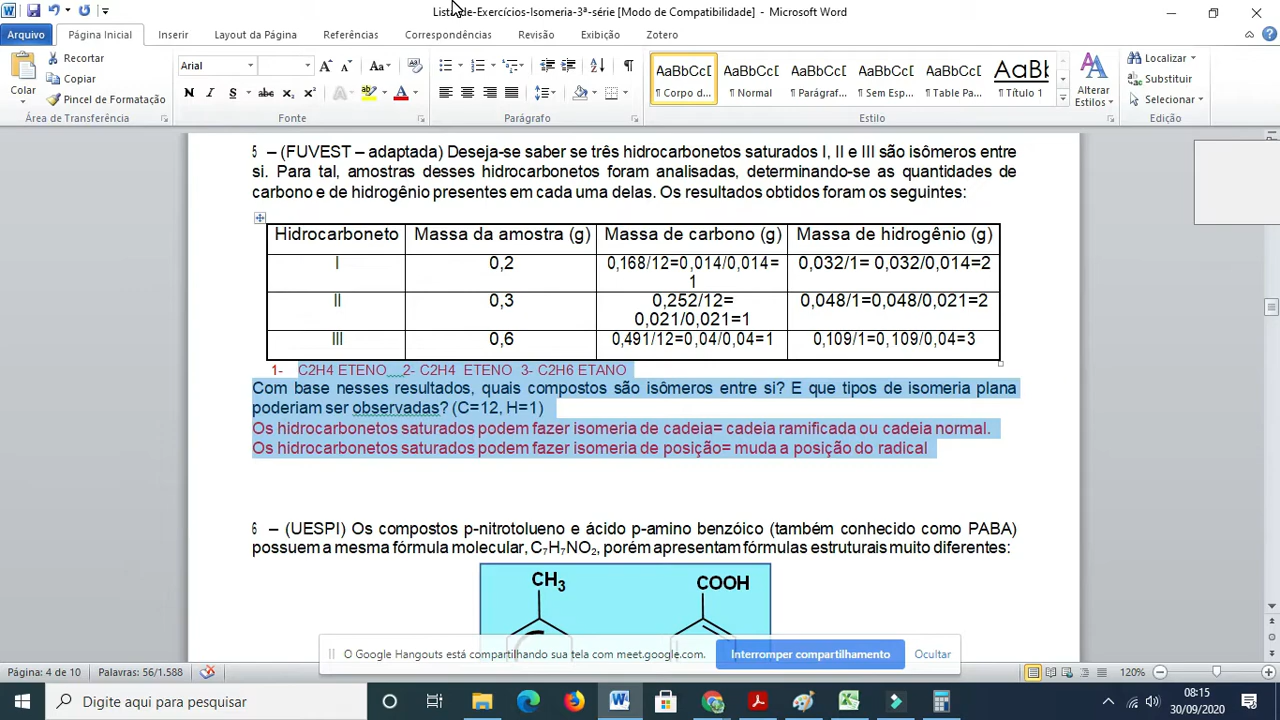 Lista-de-Exercícios-Isomeria-3ª-série [Modo de Compatibilidade] - Microsoft Word
Arquivo Página Inicial Inserir Layout da Página Referências Correspondências Revisão Exibição Zotero
Colar
Recortar
Copiar
Pincel de Formatação
Área de Transferência
Arial
N I S abc x₂ x² A A
Fonte
Parágrafo
AaBbCcD AaBbCcD AaBbCcD AaBbCcD AaBbCcD AaB
¶ Corpo d... ¶ Normal ¶ Parágraf... ¶ Sem Esp... ¶ Table Pa... ¶ Título 1
Estilo
Alterar Estilos
Localizar
Substituir
Selecionar
Edição
5 – (FUVEST – adaptada) Deseja-se saber se três hidrocarbonetos saturados I, II e III são isômeros entre
si. Para tal, amostras desses hidrocarbonetos foram analisadas, determinando-se as quantidades de
carbono e de hidrogênio presentes em cada uma delas. Os resultados obtidos foram os seguintes:
Hidrocarboneto Massa da amostra (g) Massa de carbono (g) Massa de hidrogênio (g)
I 0,2 0,168/12=0,014/0,014= 0,032/1= 0,032/0,014=2
1
II 0,3 0,252/12= 0,048/1=0,048/0,021=2
0,021/0,021=1
III 0,6 0,491/12=0,04/0,04=1 0,109/1=0,109/0,04=3
1- C2H4 ETENO 2- C2H4 ETENO 3- C2H6 ETANO
Com base nesses resultados, quais compostos são isômeros entre si? E que tipos de isomeria plana
poderiam ser observadas? (C=12, H=1)
Os hidrocarbonetos saturados podem fazer isomeria de cadeia= cadeia ramificada ou cadeia normal.
Os hidrocarbonetos saturados podem fazer isomeria de posição= muda a posição do radical
6 – (UESPI) Os compostos p-nitrotolueno e ácido p-amino benzóico (também conhecido como PABA)
possuem a mesma fórmula molecular, C₇H₇NO₂, porém apresentam fórmulas estruturais muito diferentes:
CH₃ COOH
O Google Hangouts está compartilhando sua tela com meet.google.com. Interromper compartilhamento Ocultar
Página: 4 de 10 Palavras: 56/1.588 120%
Digite aqui para pesquisar
08:15
30/09/2020